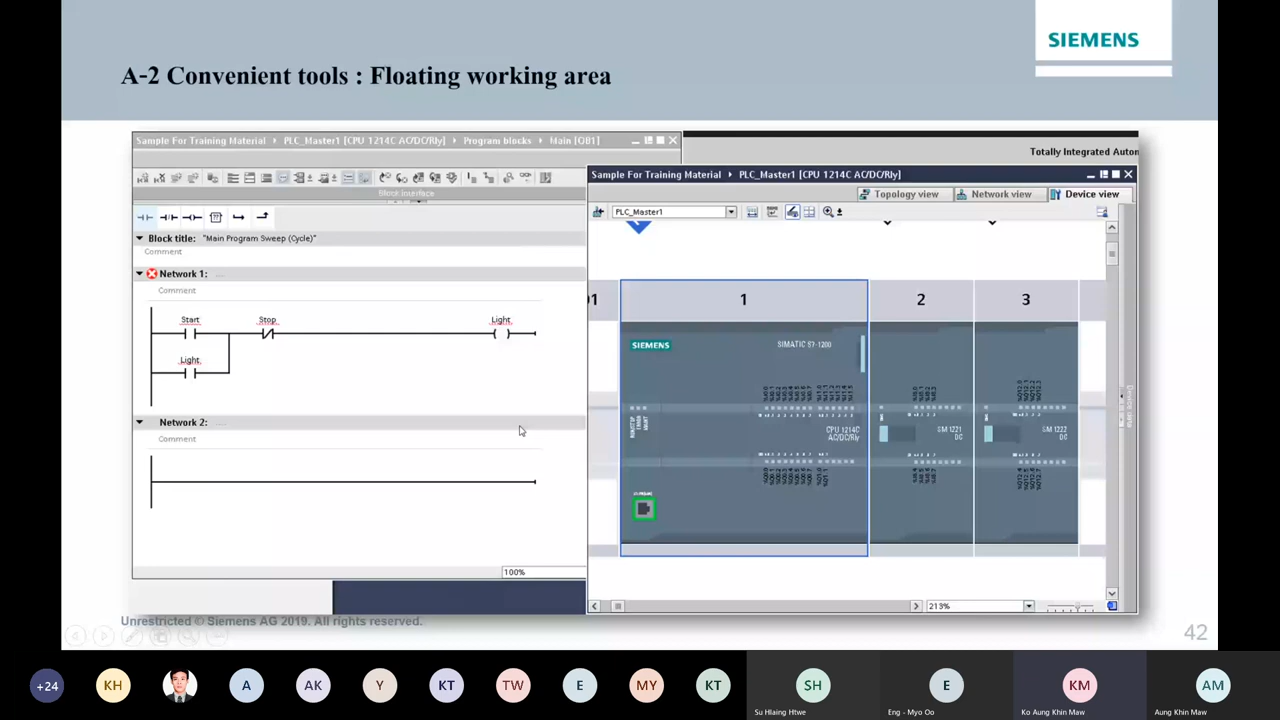 SIEMENS
A-2 Convenient tools : Floating working area
Sample For Training Material PLC_Master1 [CPU 1214C AC/DC/Rly] Program blocks Main [OB1]
Totally Integrated Autom
Block interface
Sample For Training Material PLC_Master1 [CPU 1214C AC/DC/Rly]
Topology view Network view Device view
PLC_Master1
Block title: "Main Program Sweep (Cycle)"
Comment
Network 1: ....
Comment
Start Stop Light
Light
Network 2: ....
Comment
100%
1 2 3
SIEMENS SIMATIC S7-1200
CPU 1214C
AC/DC/Rly
SM 1221
DC
SM 1222
DC
213%
Unrestricted © Siemens AG 2019. All rights reserved.
42
+24 KH A AK Y KT TW E MY KT SH E KM AM
Su Hlaing Htwe Eng - Myo Oo Ko Aung Khin Maw Aung Khin Maw